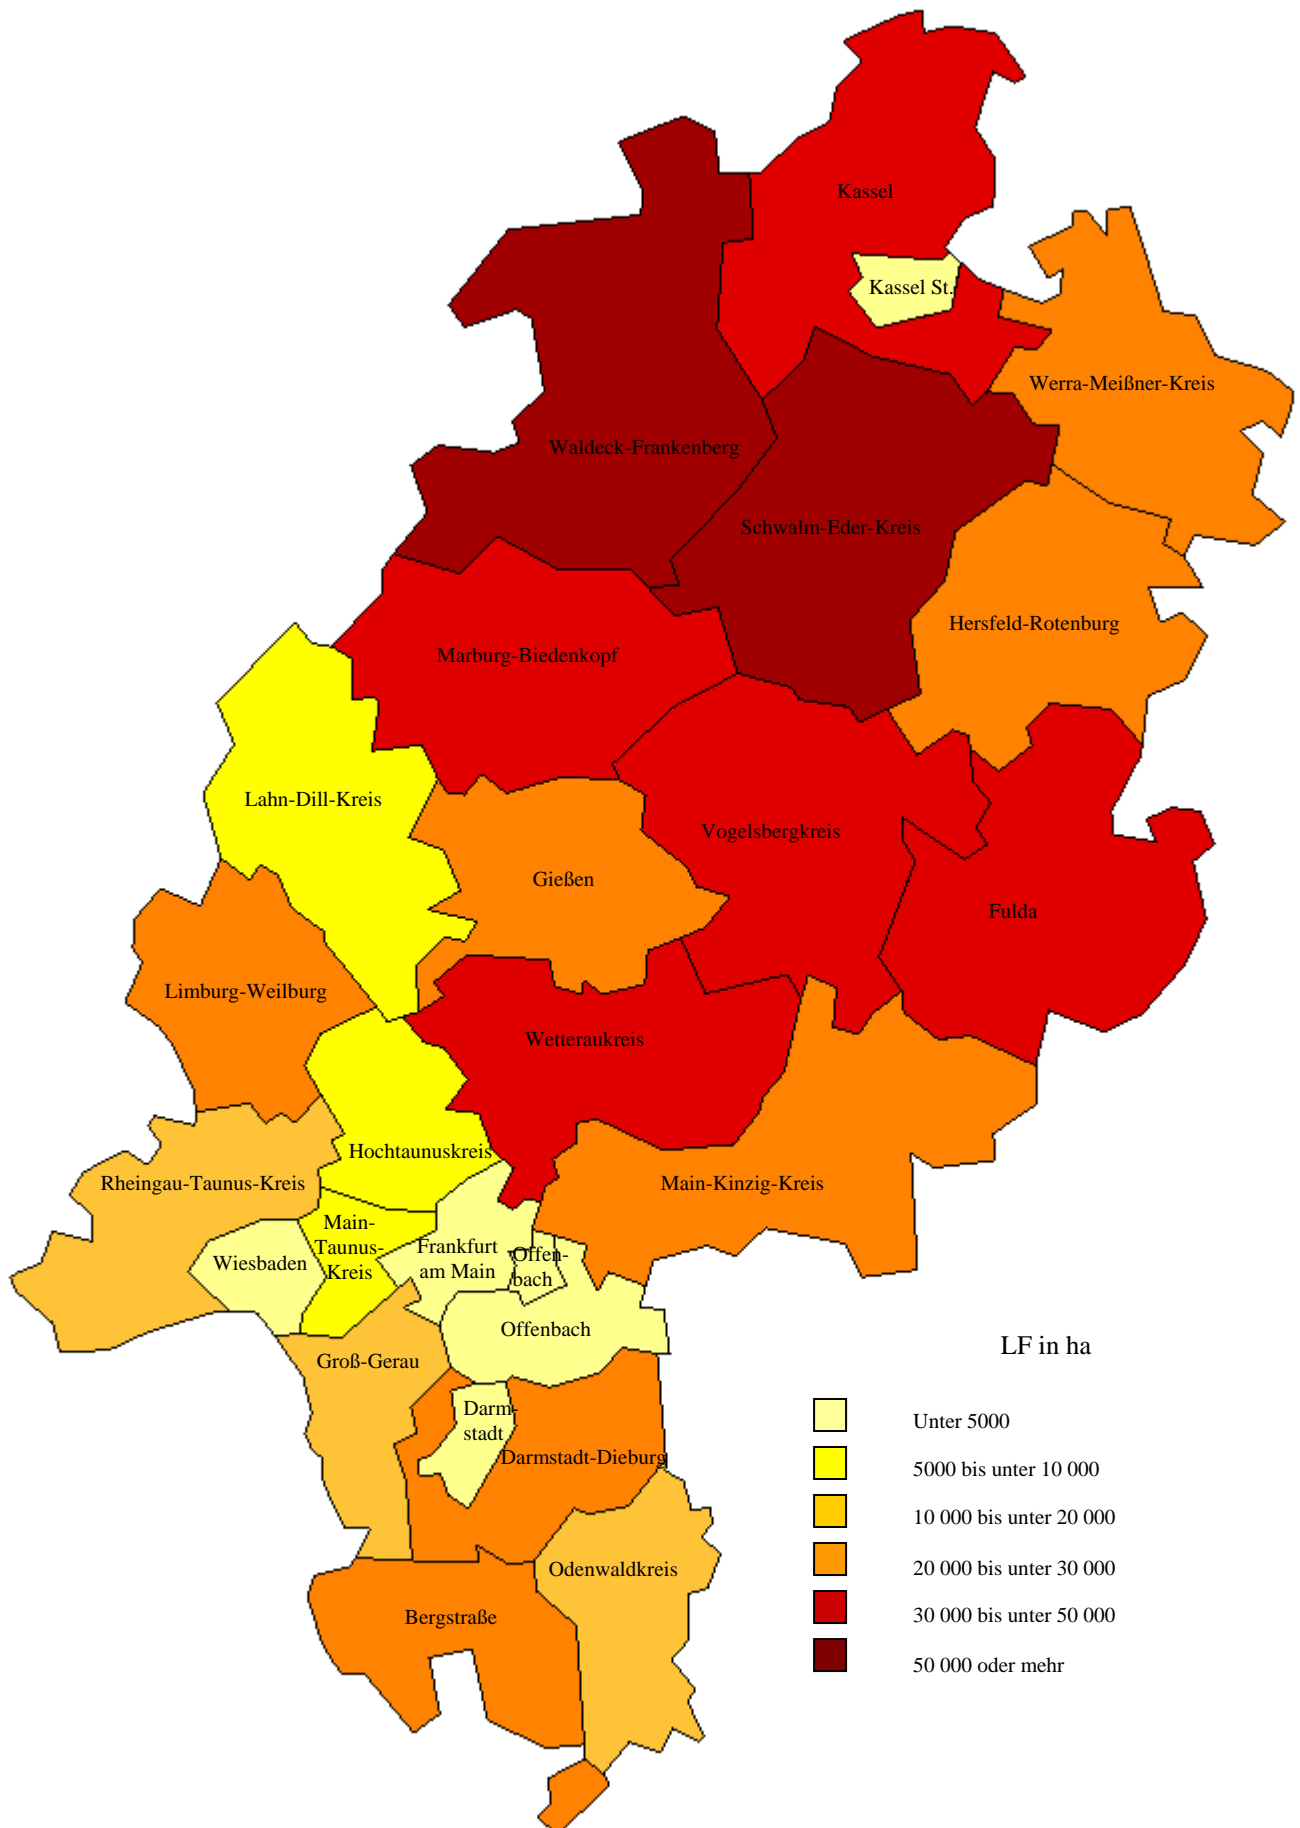 Kassel
Kassel St.
Werra-Meißner-Kreis
Waldeck-Frankenberg
Schwalm-Eder-Kreis
Hersfeld-Rotenburg
Marburg-Biedenkopf
Lahn-Dill-Kreis
Vogelsbergkreis
Gießen
Fulda
Limburg-Weilburg
Wetteraukreis
Hochtaunuskreis
Rheingau-Taunus-Kreis
Main-Kinzig-Kreis
Main-
Taunus-
Kreis
Wiesbaden
Frankfurt
am Main
Offen-
bach
Offenbach
Groß-Gerau
Darm-
stadt
Darmstadt-Dieburg
Odenwaldkreis
Bergstraße
LF in ha
Unter 5000
5000 bis unter 10 000
10 000 bis unter 20 000
20 000 bis unter 30 000
30 000 bis unter 50 000
50 000 oder mehr